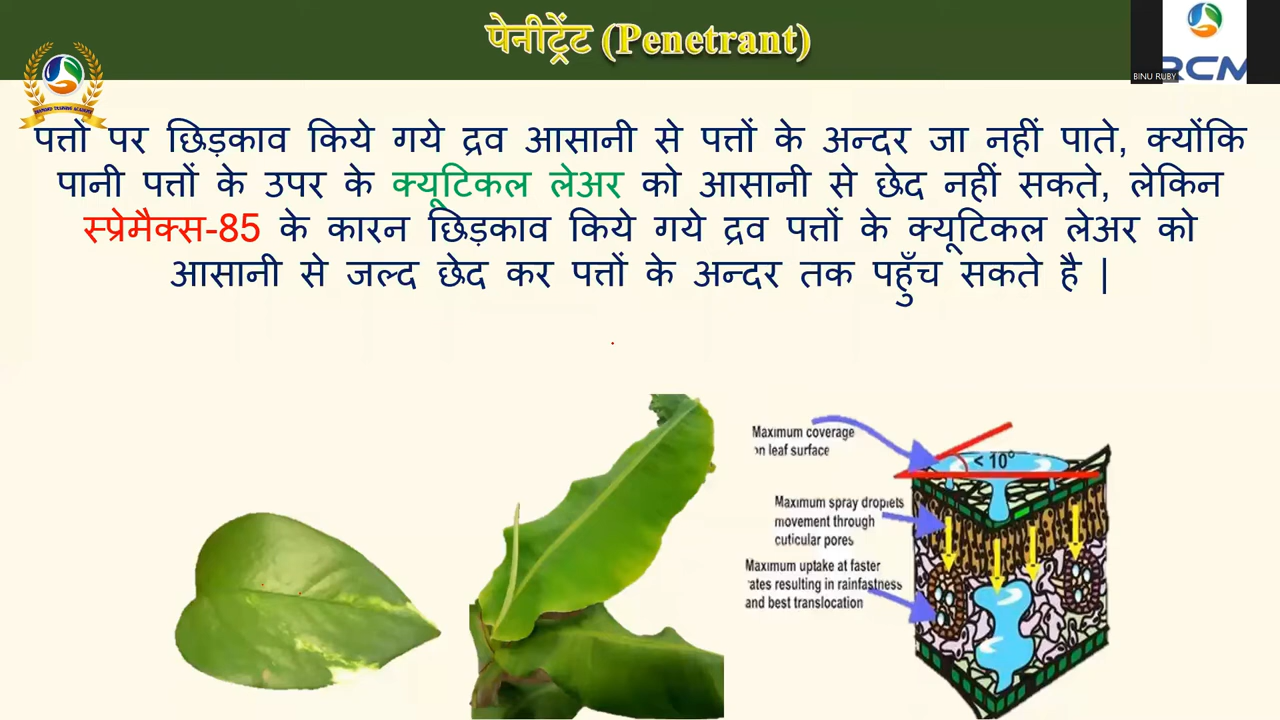 पेनीट्रेंट (Penetrant)
BINU RUBY
RCM
पत्तों पर छिड़काव किये गये द्रव आसानी से पत्तों के अन्दर जा नहीं पाते, क्योंकि
पानी पत्तों के उपर के क्यूटिकल लेअर को आसानी से छेद नहीं सकते, लेकिन
स्प्रेमैक्स-85 के कारन छिड़काव किये गये द्रव पत्तों के क्यूटिकल लेअर को
आसानी से जल्द छेद कर पत्तों के अन्दर तक पहुँच सकते है |
Maximum coverage
on leaf surface
< 10°
Maximum spray droplets
movement through
cuticular pores
Maximum uptake at faster
rates resulting in rainfastness
and best translocation